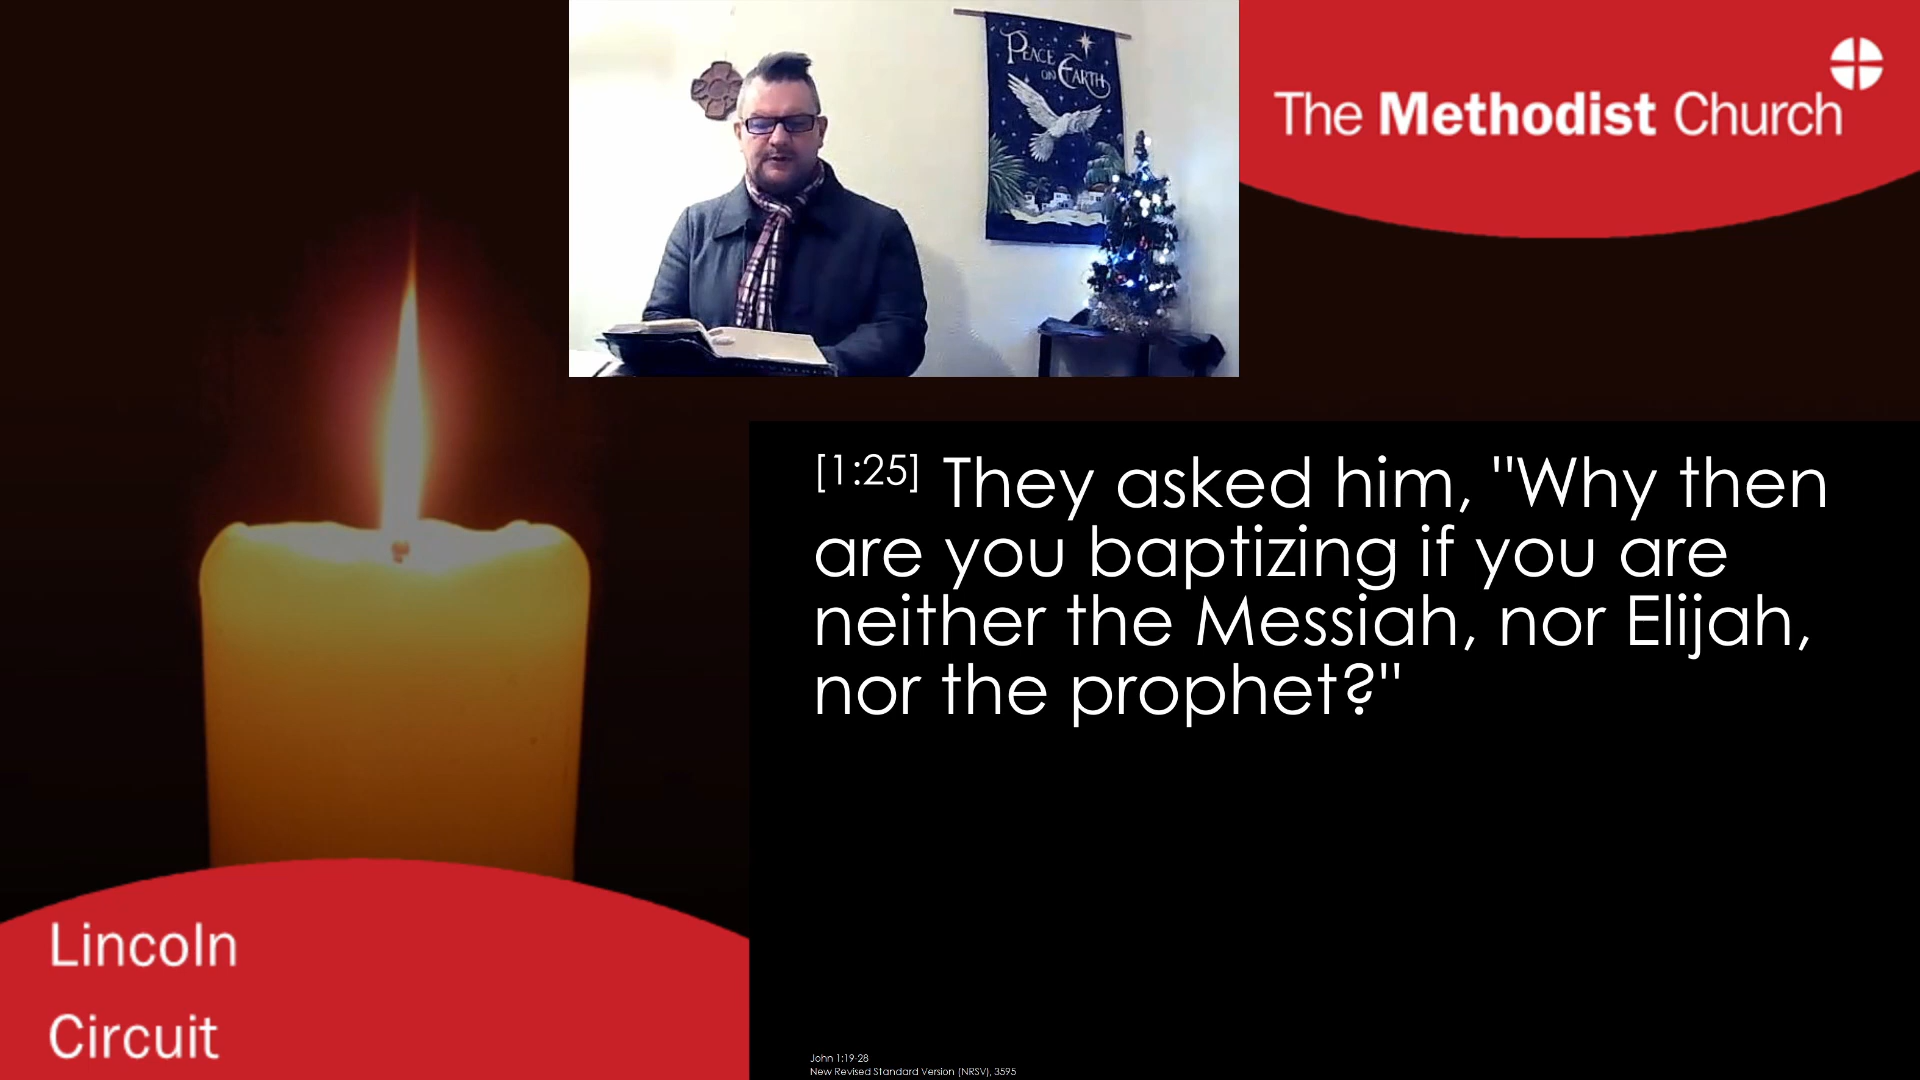 PEACE
ON EARTH
The Methodist Church
[1:25] They asked him, "Why then
are you baptizing if you are
neither the Messiah, nor Elijah,
nor the prophet?"
Lincoln
Circuit
John 1:19-28
New Revised Standard Version (NRSV), 3595